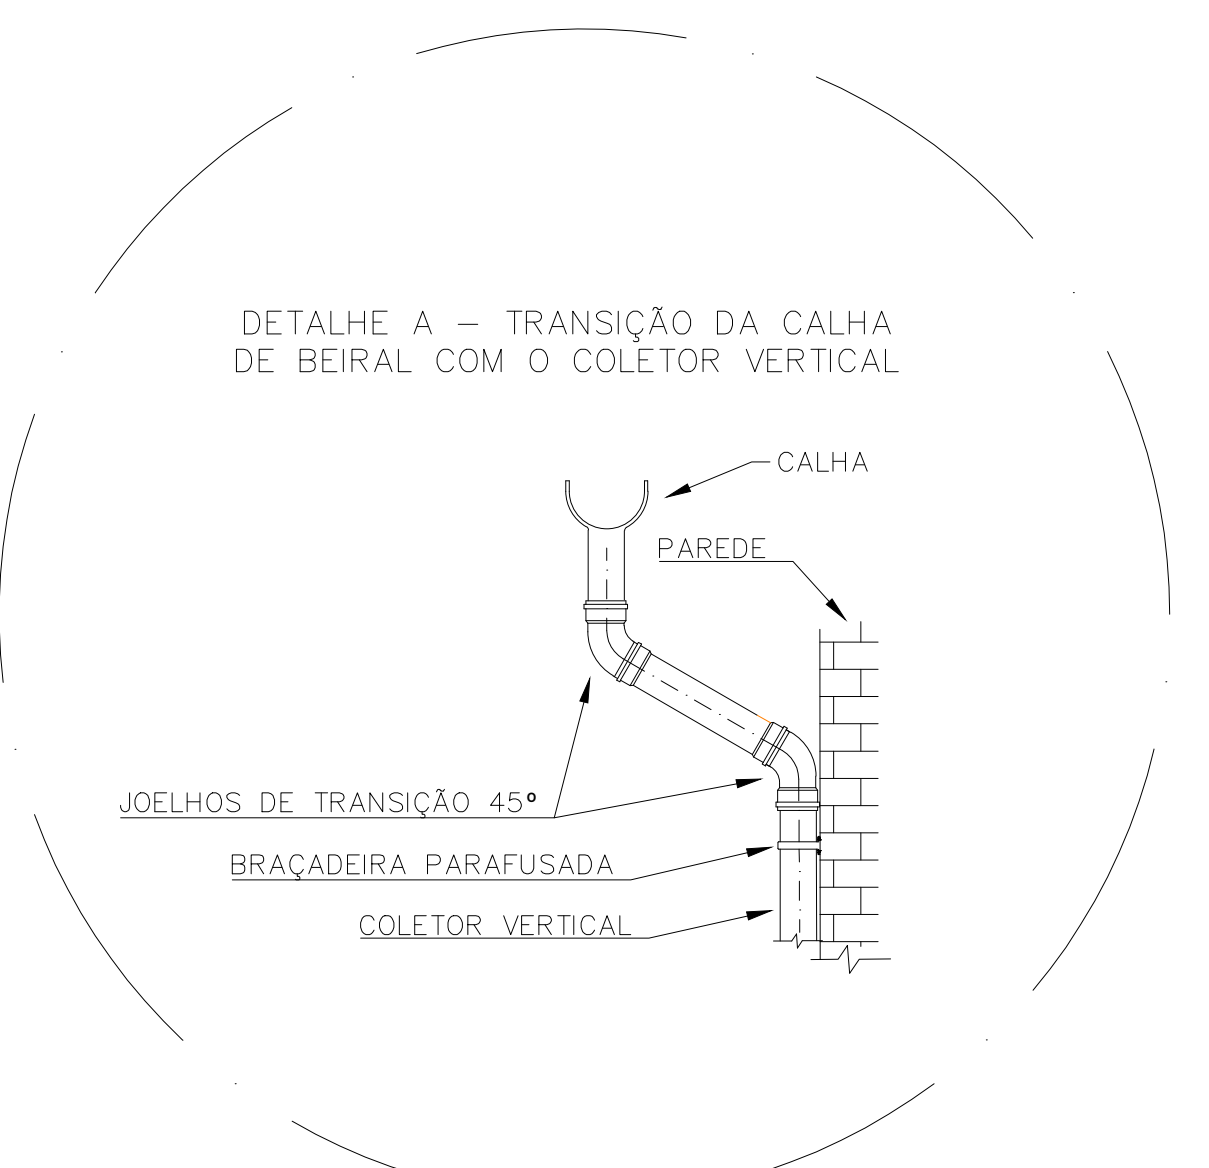 DETALHE A – TRANSIÇÃO DA CALHA
DE BEIRAL COM O COLETOR VERTICAL
CALHA
PAREDE
JOELHOS DE TRANSIÇÃO 45º
BRAÇADEIRA PARAFUSADA
COLETOR VERTICAL